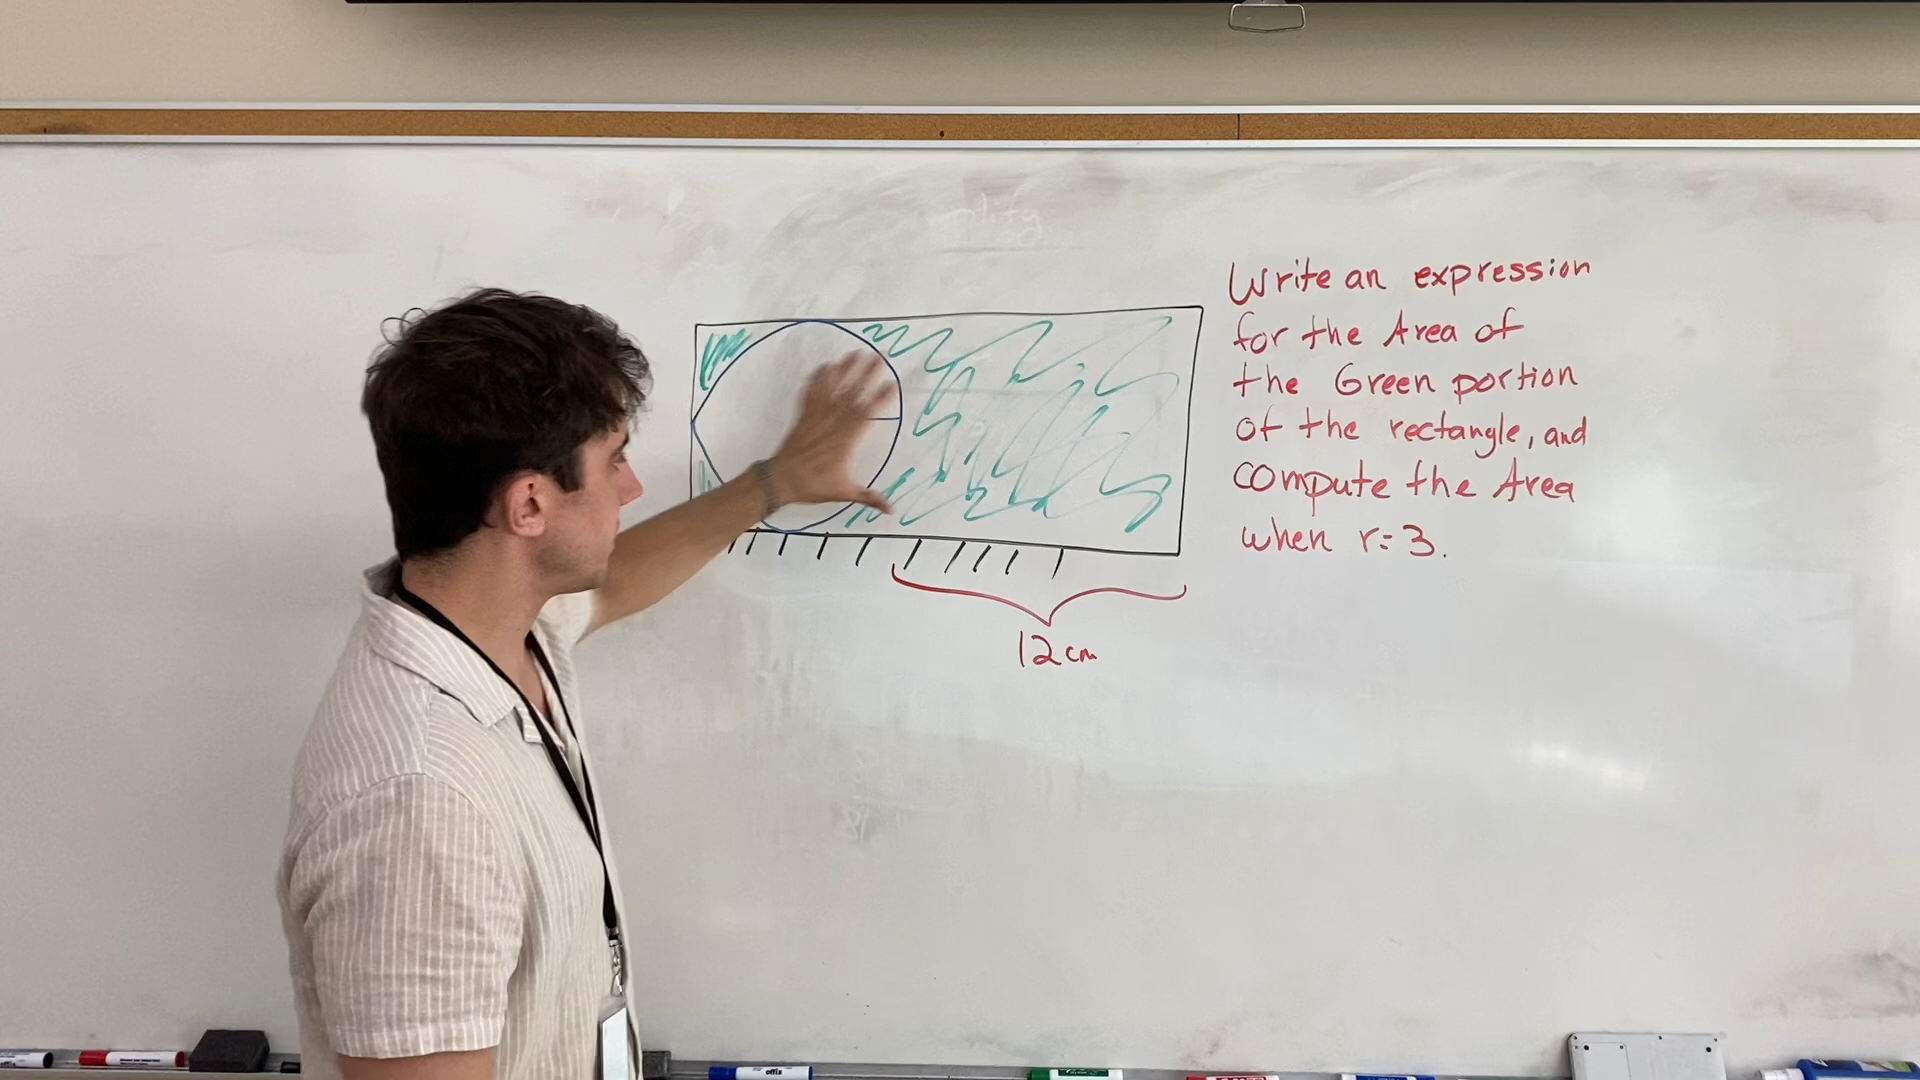 Write an expression
for the Area of
the Green portion
of the rectangle, and
compute the Area
when r=3.
12cm